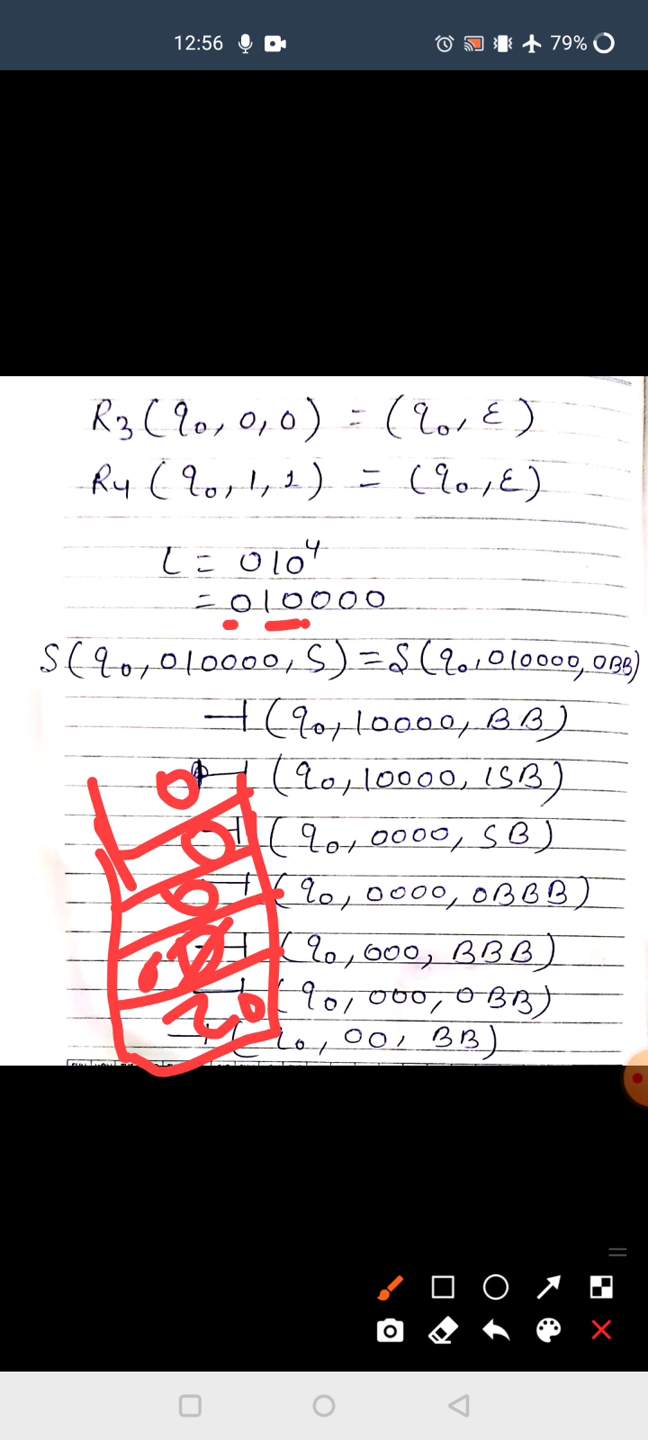 12:56
79%
R3(q0, 0, 0) = (q0, ε)
R4(q0, 1, 1) = (q0, ε)
L = 010⁴
= 010000
δ(q0, 010000, S) = δ(q0, 010000, 0BB)
⊣ (q0, 10000, BB)
⊣ (q0, 10000, 1SB)
⊣ (q0, 0000, SB)
⊣ (q0, 0000, 0BBB)
⊣ (q0, 000, BBB)
⊣ (q0, 000, 0BB)
⊣ (q0, 00, BB)